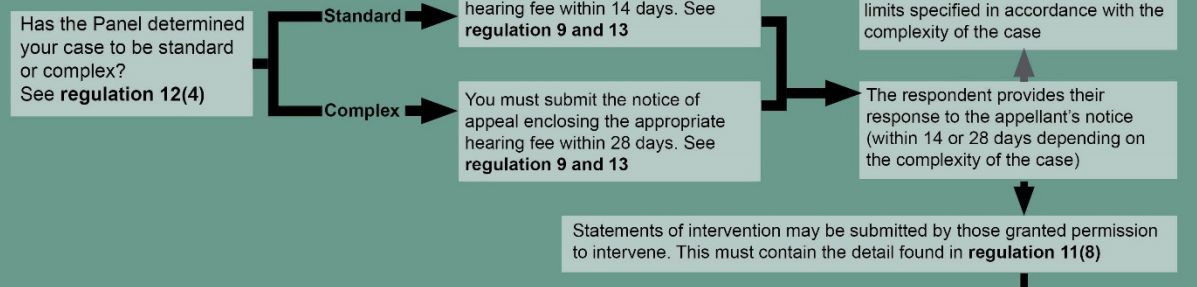 Has the Panel determined
your case to be standard
or complex?
See regulation 12(4)
Standard
hearing fee within 14 days. See
regulation 9 and 13
Complex
You must submit the notice of
appeal enclosing the appropriate
hearing fee within 28 days. See
regulation 9 and 13
limits specified in accordance with the
complexity of the case
The respondent provides their
response to the appellant's notice
(within 14 or 28 days depending on
the complexity of the case)
Statements of intervention may be submitted by those granted permission
to intervene. This must contain the detail found in regulation 11(8)